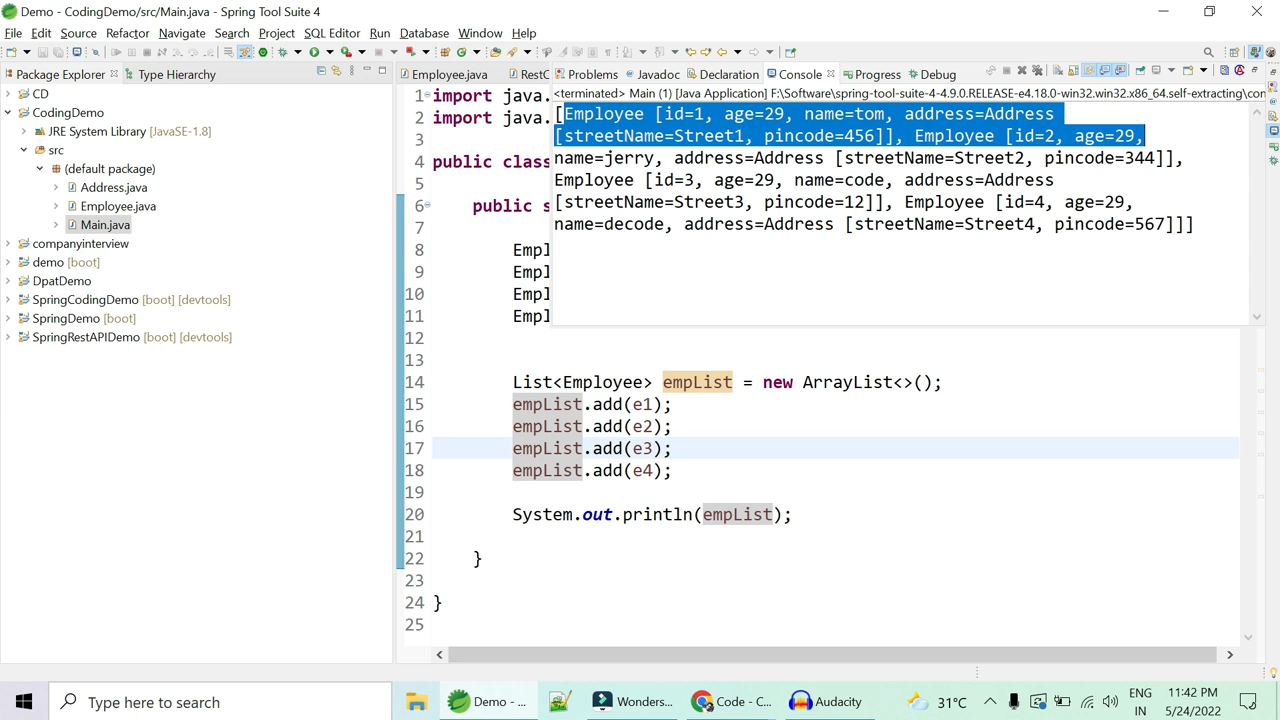 Demo - CodingDemo/src/Main.java - Spring Tool Suite 4
File Edit Source Refactor Navigate Search Project SQL Editor Run Database Window Help
Package Explorer Type Hierarchy
Employee.java RestC Problems Javadoc Declaration Console Progress Debug
<terminated> Main (1) [Java Application] F:\Software\spring-tool-suite-4-4.9.0.RELEASE-e4.18.0-win32.win32.x86_64.self-extracting\con
[Employee [id=1, age=29, name=tom, address=Address
[streetName=Street1, pincode=456]], Employee [id=2, age=29,
name=jerry, address=Address [streetName=Street2, pincode=344]],
Employee [id=3, age=29, name=code, address=Address
[streetName=Street3, pincode=12]], Employee [id=4, age=29,
name=decode, address=Address [streetName=Street4, pincode=567]]]
CD
CodingDemo
JRE System Library [JavaSE-1.8]
src
(default package)
Address.java
Employee.java
Main.java
companyinterview
demo [boot]
DpatDemo
SpringCodingDemo [boot] [devtools]
SpringDemo [boot]
SpringRestAPIDemo [boot] [devtools]
1 import java.
2 import java.
3
4 public class
5
6 public s
7
8 Empl
9 Empl
10 Empl
11 Empl
12
13
14 List<Employee> empList = new ArrayList<>();
15 empList.add(e1);
16 empList.add(e2);
17 empList.add(e3);
18 empList.add(e4);
19
20 System.out.println(empList);
21
22 }
23
24 }
25
Type here to search
Demo - ...
Wonders...
Code - C...
Audacity
31°C
ENG
IN
11:42 PM
5/24/2022